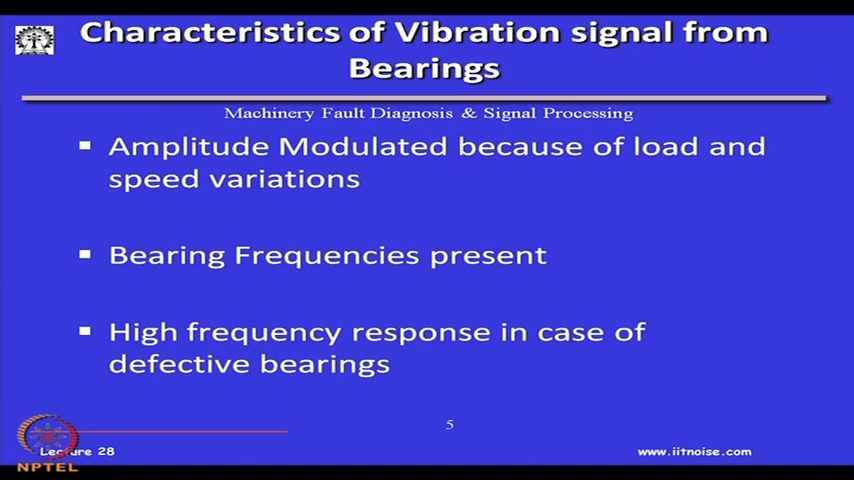 Characteristics of Vibration signal from
Bearings
Machinery Fault Diagnosis & Signal Processing
Amplitude Modulated because of load and
speed variations
Bearing Frequencies present
High frequency response in case of
defective bearings
5
Lecture 28
www.iitnoise.com
NPTEL